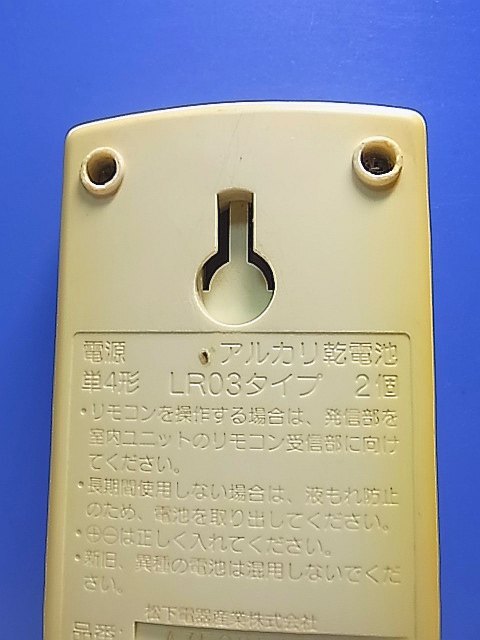 電源 アルカリ乾電池
単4形 LR03タイプ 2個
・リモコンを操作する場合は、発信部を
室内ユニットのリモコン受信部に向け
てください。
・長期間使用しない場合は、液もれ防止
のため、電池を取り出してください。
・⊕⊖は正しく入れてください。
・新旧、異種の電池は混用しないでくだ
さい。
松下電器産業株式会社
品番